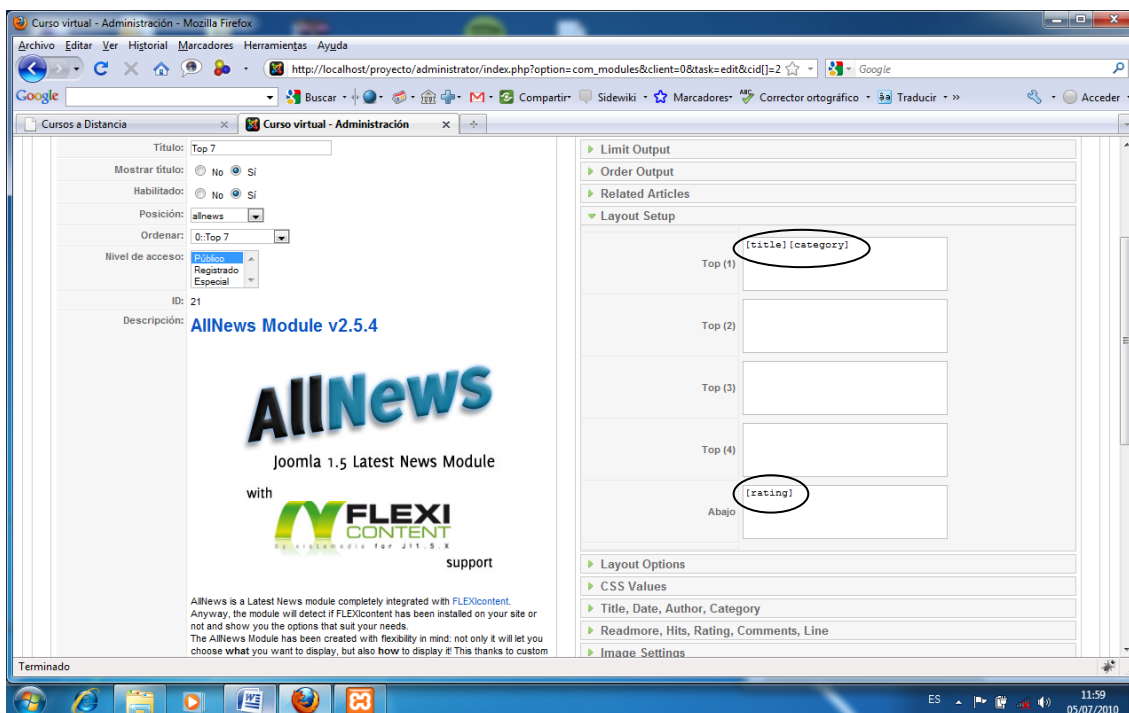 Curso virtual - Administración - Mozilla Firefox
Archivo Editar Ver Historial Marcadores Herramientas Ayuda
http://localhost/proyecto/administrator/index.php?option=com_modules&client=0&task=edit&cid[]=2
Google
Google
Buscar
Compartir
Sidewiki
Marcadores
Corrector ortográfico
Traducir
»
Acceder
Cursos a Distancia
Curso virtual - Administración
Título: Top 7
Mostrar título: No Sí
Habilitado: No Sí
Posición: allnews
Ordenar: 0::Top 7
Nivel de acceso: Público
Registrado
Especial
ID: 21
Descripción: AllNews Module v2.5.4
AllNews
Joomla 1.5 Latest News Module
with
FLEXI
CONTENT
by vistamedia for J!1.5.X
support
AllNews is a Latest News module completely integrated with FLEXIcontent.
Anyway, the module will detect if FLEXIcontent has been installed on your site or
not and show you the options that suit your needs.
The AllNews Module has been created with flexibility in mind: not only it will let you
choose what you want to display, but also how to display it! This thanks to custom
Limit Output
Order Output
Related Articles
Layout Setup
Top (1) [title][category]
Top (2)
Top (3)
Top (4)
Abajo [rating]
Layout Options
CSS Values
Title, Date, Author, Category
Readmore, Hits, Rating, Comments, Line
Image Settings
Terminado
ES
11:59
05/07/2010